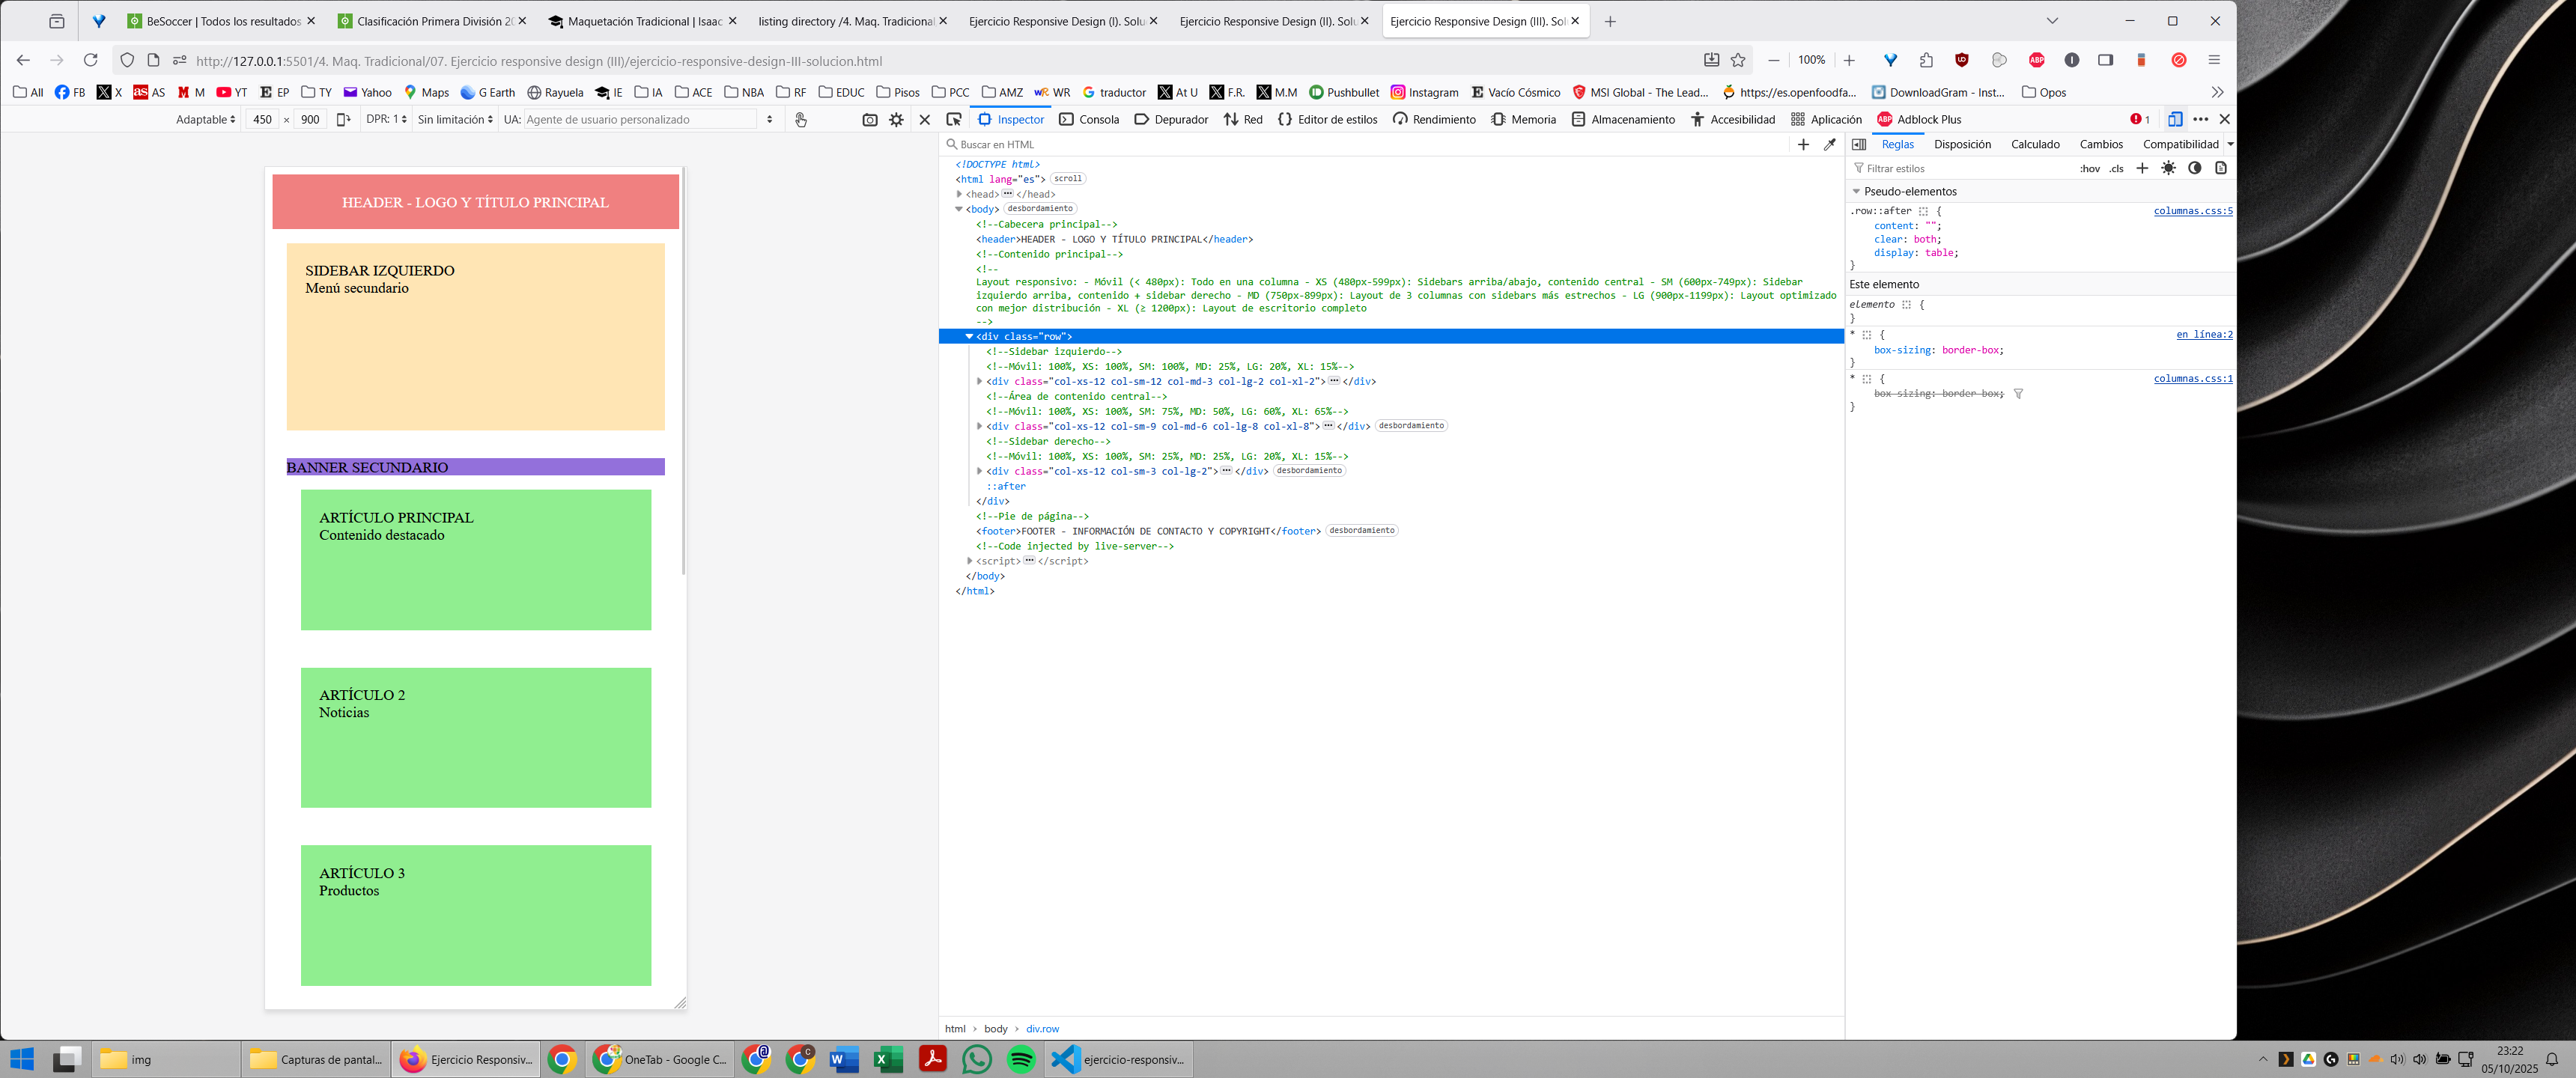 BeSoccer | Todos los resultados
Clasificación Primera División 20
Maquetación Tradicional | Isaac
listing directory /4. Maq. Tradicional
Ejercicio Responsive Design (I). Solu
Ejercicio Responsive Design (II). Solu
Ejercicio Responsive Design (III). Sol
http://127.0.0.1:5501/4. Maq. Tradicional/07. Ejercicio responsive design (III)/ejercicio-responsive-design-III-solucion.html
100%
All FB X AS M YT EP TY Yahoo Maps G Earth Rayuela IE IA ACE NBA RF EDUC Pisos PCC AMZ WR traductor At U F.R. M.M Pushbullet Instagram Vacío Cósmico MSI Global - The Lead... https://es.openfoodfa... DownloadGram - Inst... Opos
Adaptable 450 × 900 DPR: 1 Sin limitación UA: Agente de usuario personalizado
Inspector Consola Depurador Red Editor de estilos Rendimiento Memoria Almacenamiento Accesibilidad Aplicación Adblock Plus 1
HEADER - LOGO Y TÍTULO PRINCIPAL
SIDEBAR IZQUIERDO
Menú secundario
BANNER SECUNDARIO
ARTÍCULO PRINCIPAL
Contenido destacado
ARTÍCULO 2
Noticias
ARTÍCULO 3
Productos
Buscar en HTML
<!DOCTYPE html>
<html lang="es"> scroll
<head> ••• </head>
<body> desbordamiento
<!--Cabecera principal-->
<header>HEADER - LOGO Y TÍTULO PRINCIPAL</header>
<!--Contenido principal-->
<!--
Layout responsivo: - Móvil (< 480px): Todo en una columna - XS (480px-599px): Sidebars arriba/abajo, contenido central - SM (600px-749px): Sidebar
izquierdo arriba, contenido + sidebar derecho - MD (750px-899px): Layout de 3 columnas con sidebars más estrechos - LG (900px-1199px): Layout optimizado
con mejor distribución - XL (≥ 1200px): Layout de escritorio completo
-->
<div class="row">
<!--Sidebar izquierdo-->
<!--Móvil: 100%, XS: 100%, SM: 100%, MD: 25%, LG: 20%, XL: 15%-->
<div class="col-xs-12 col-sm-12 col-md-3 col-lg-2 col-xl-2"> ••• </div>
<!--Área de contenido central-->
<!--Móvil: 100%, XS: 100%, SM: 75%, MD: 50%, LG: 60%, XL: 65%-->
<div class="col-xs-12 col-sm-9 col-md-6 col-lg-8 col-xl-8"> ••• </div> desbordamiento
<!--Sidebar derecho-->
<!--Móvil: 100%, XS: 100%, SM: 25%, MD: 25%, LG: 20%, XL: 15%-->
<div class="col-xs-12 col-sm-3 col-lg-2"> ••• </div> desbordamiento
::after
</div>
<!--Pie de página-->
<footer>FOOTER - INFORMACIÓN DE CONTACTO Y COPYRIGHT</footer> desbordamiento
<!--Code injected by live-server-->
<script> ••• </script>
</body>
</html>
html > body > div.row
Reglas Disposición Calculado Cambios Compatibilidad
Filtrar estilos :hov .cls
Pseudo-elementos
.row::after { columnas.css:5
content: "";
clear: both;
display: table;
}
Este elemento
elemento {
}
* { en línea:2
box-sizing: border-box;
}
* { columnas.css:1
box-sizing: border-box;
}
img
Capturas de pantal...
Ejercicio Responsiv...
OneTab - Google C...
ejercicio-responsiv...
23:22
05/10/2025